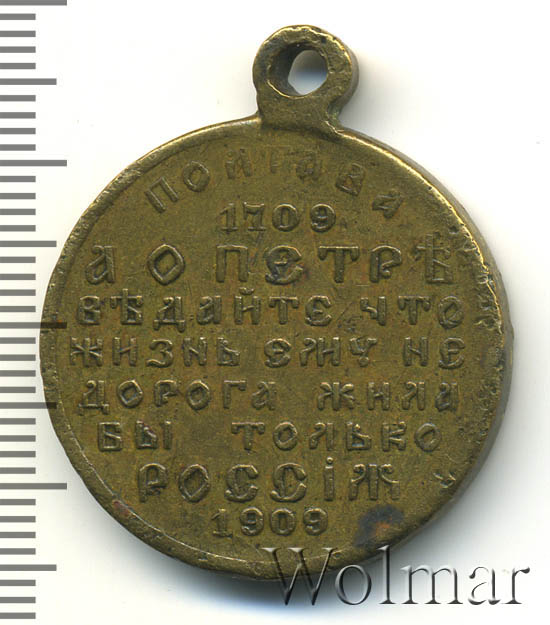 ПОЛТАВА
1709
А О ПЕТРѢ
ВѢДАЙТЕ ЧТО
ЖИЗНЬ ЕМУ НЕ
ДОРОГА ЖИЛА
БЫ ТОЛЬКО
РОССІЯ
1909
Wolmar